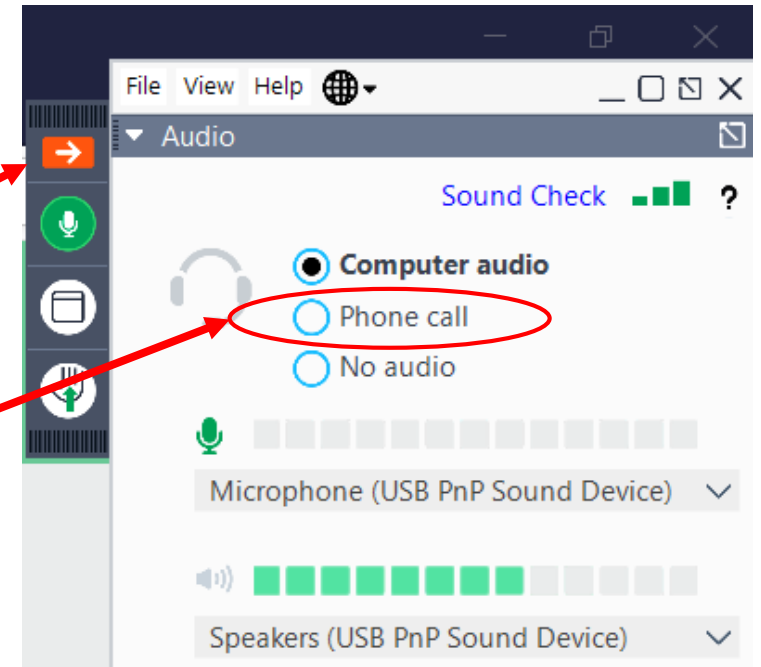 File View Help
Audio
Sound Check ?
Computer audio
Phone call
No audio
Microphone (USB PnP Sound Device)
Speakers (USB PnP Sound Device)